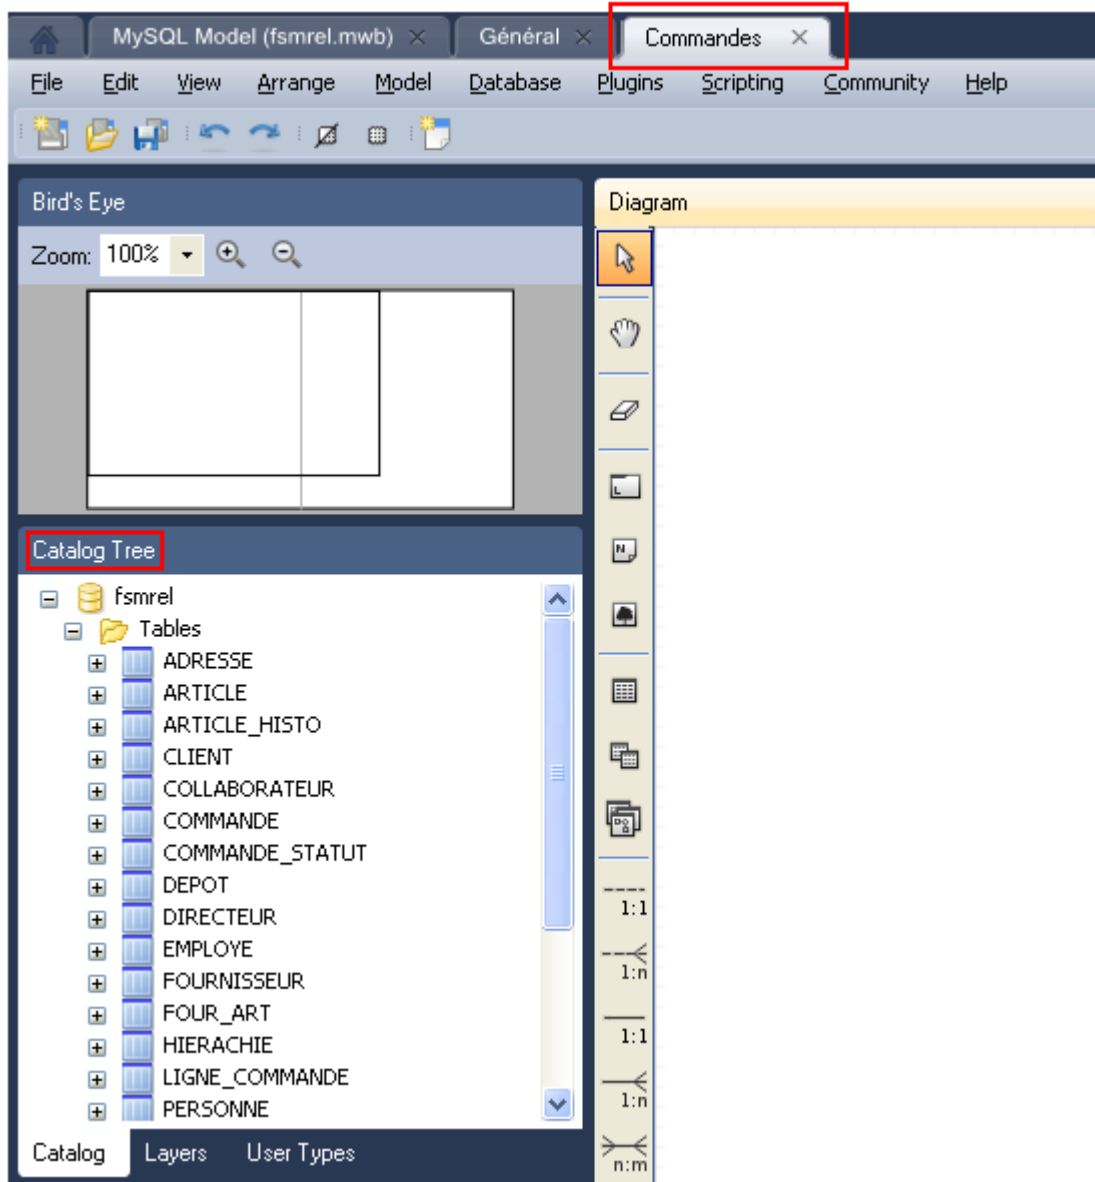 MySQL Model (fsmrel.mwb) Général Commandes
File Edit View Arrange Model Database Plugins Scripting Community Help
Bird's Eye
Diagram
Zoom: 100%
Catalog Tree
fsmrel
Tables
ADRESSE
ARTICLE
ARTICLE_HISTO
CLIENT
COLLABORATEUR
COMMANDE
COMMANDE_STATUT
DEPOT
DIRECTEUR
EMPLOYE
FOURNISSEUR
FOUR_ART
HIERACHIE
LIGNE_COMMANDE
PERSONNE
Catalog Layers User Types
L
N
1:1
1:n
1:1
1:n
n:m